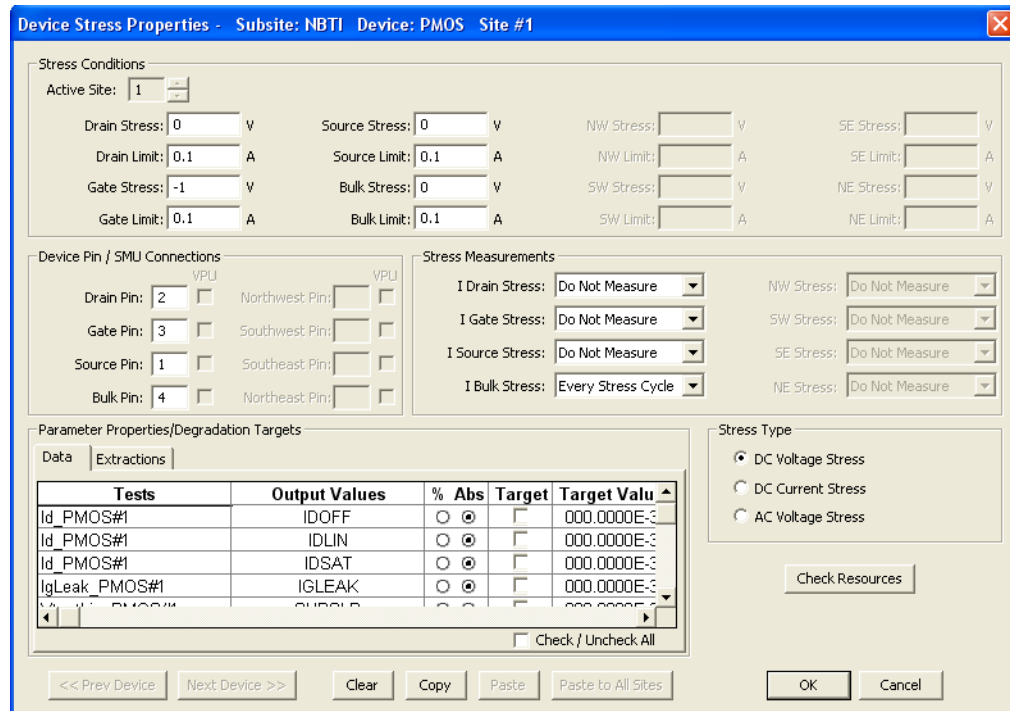 Device Stress Properties -   Subsite: NBTI   Device: PMOS   Site #1
Stress Conditions
Active Site: 1
Drain Stress: 0 V   Source Stress: 0 V   NW Stress: V   SE Stress: V
Drain Limit: 0.1 A   Source Limit: 0.1 A   NW Limit: A   SE Limit: A
Gate Stress: -1 V   Bulk Stress: 0 V   SW Stress: V   NE Stress: V
Gate Limit: 0.1 A   Bulk Limit: 0.1 A   SW Limit: A   NE Limit: A
Device Pin / SMU Connections
VPU   VPU
Drain Pin: 2   Northwest Pin:
Gate Pin: 3   Southwest Pin:
Source Pin: 1   Southeast Pin:
Bulk Pin: 4   Northeast Pin:
Stress Measurements
I Drain Stress: Do Not Measure   NW Stress: Do Not Measure
I Gate Stress: Do Not Measure   SW Stress: Do Not Measure
I Source Stress: Do Not Measure   SE Stress: Do Not Measure
I Bulk Stress: Every Stress Cycle   NE Stress: Do Not Measure
Parameter Properties/Degradation Targets
Data   Extractions
Tests   Output Values   %   Abs   Target   Target Valu
Id_PMOS#1   IDOFF   000.0000E-3
Id_PMOS#1   IDLIN   000.0000E-3
Id_PMOS#1   IDSAT   000.0000E-3
IgLeak_PMOS#1   IGLEAK   000.0000E-3
Check / Uncheck All
Stress Type
DC Voltage Stress
DC Current Stress
AC Voltage Stress
Check Resources
<< Prev Device   Next Device >>   Clear   Copy   Paste   Paste to All Sites   OK   Cancel